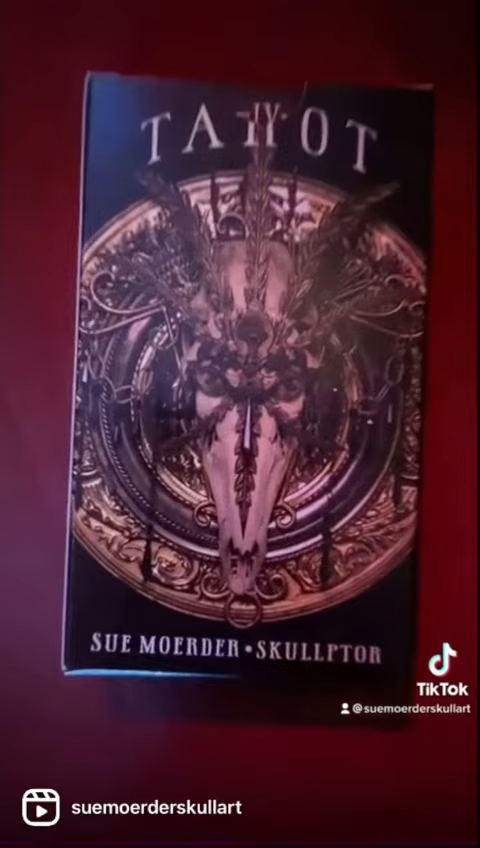 TAROT
SUE MOERDER•SKULLPTOR
TikTok
@suemoerderskullart
suemoerderskullart